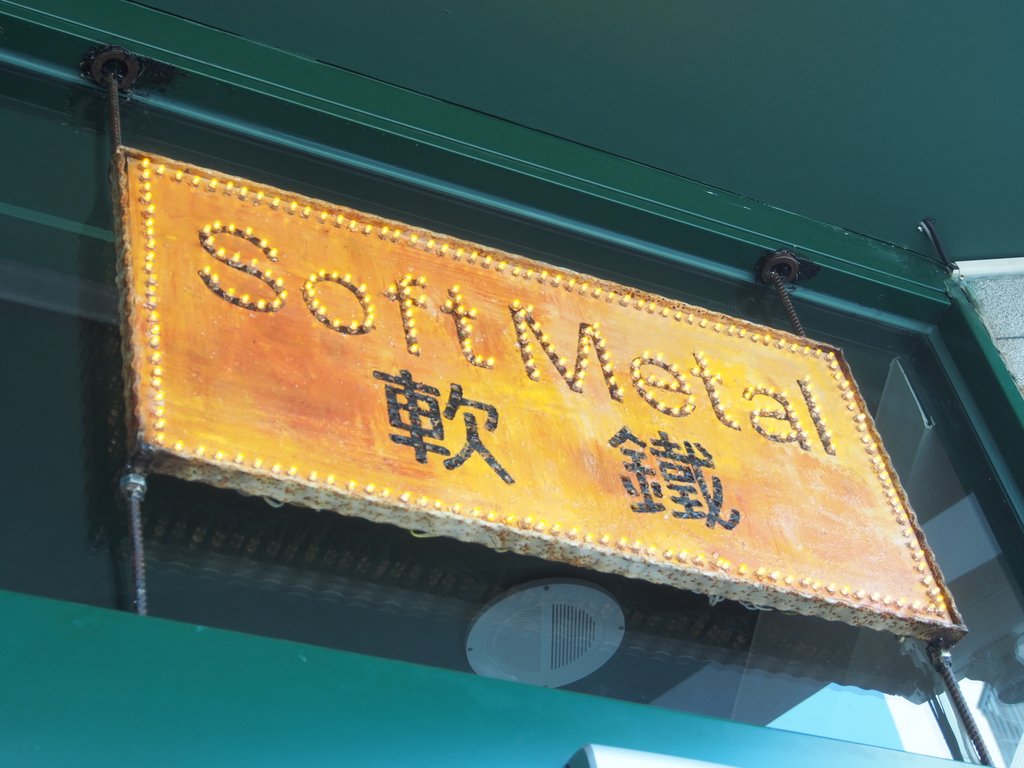 Soft Metal
軟鐵